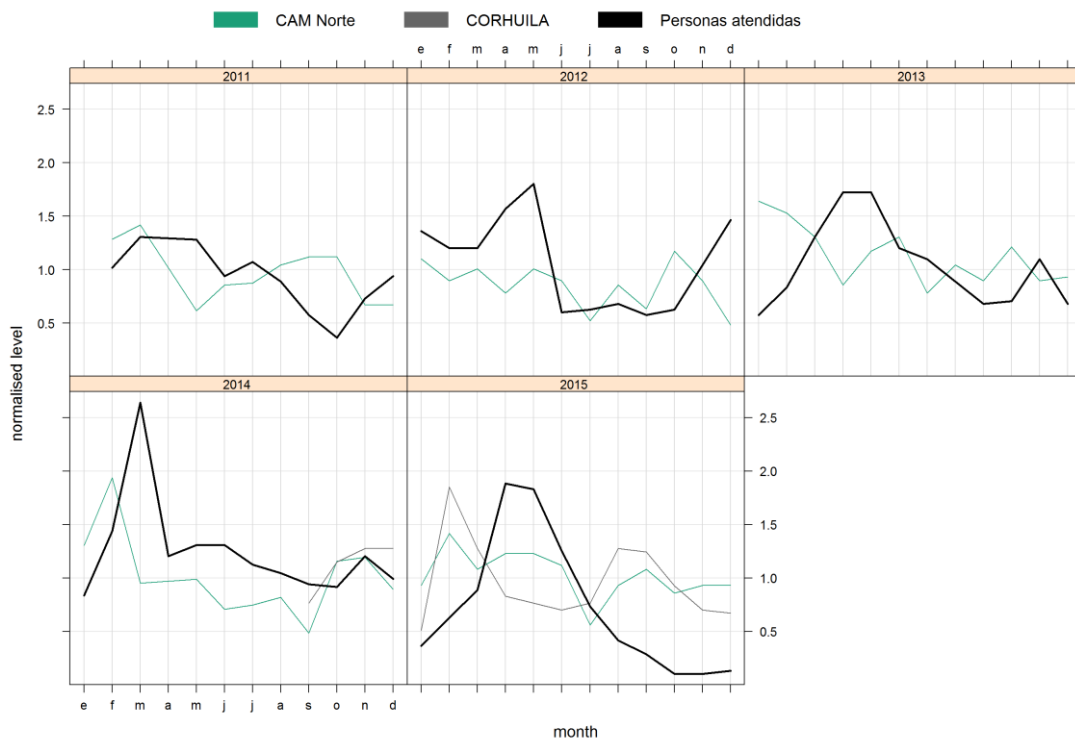 CAM Norte CORHUILA Personas atendidas
e f m a m j j a s o n d
2011 2012 2013
2.5
2.0
1.5
1.0
0.5
normalised level
2014 2015
2.5
2.0
1.5
1.0
0.5
e f m a m j j a s o n d
month